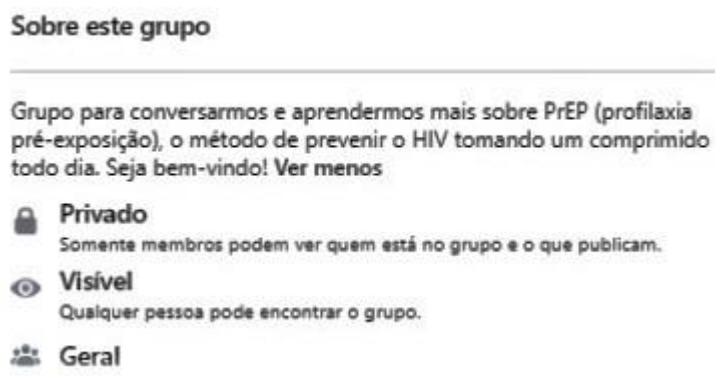 Sobre este grupo
Grupo para conversarmos e aprendermos mais sobre PrEP (profilaxia
pré-exposição), o método de prevenir o HIV tomando um comprimido
todo dia. Seja bem-vindo! Ver menos
Privado
Somente membros podem ver quem está no grupo e o que publicam.
Visível
Qualquer pessoa pode encontrar o grupo.
Geral